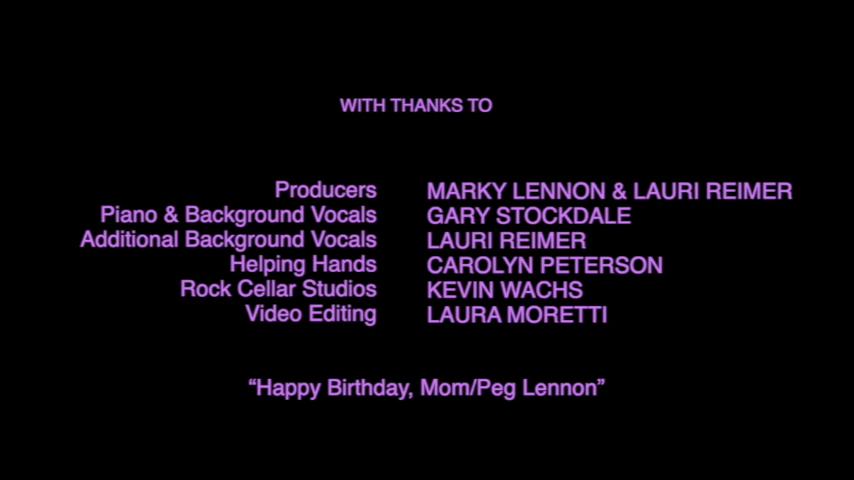 WITH THANKS TO
Producers MARKY LENNON & LAURI REIMER
Piano & Background Vocals GARY STOCKDALE
Additional Background Vocals LAURI REIMER
Helping Hands CAROLYN PETERSON
Rock Cellar Studios KEVIN WACHS
Video Editing LAURA MORETTI
“Happy Birthday, Mom/Peg Lennon”